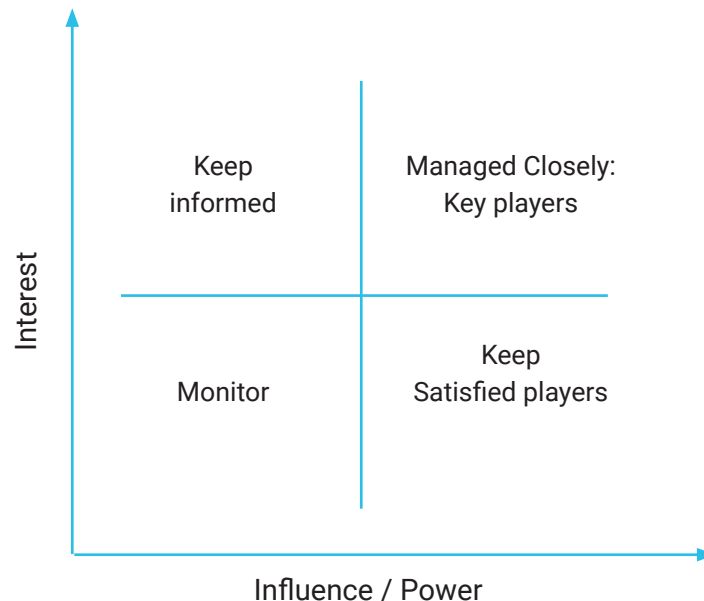 Keep
informed
Managed Closely:
Key players
Interest
Monitor
Keep
Satisfied players
Influence / Power